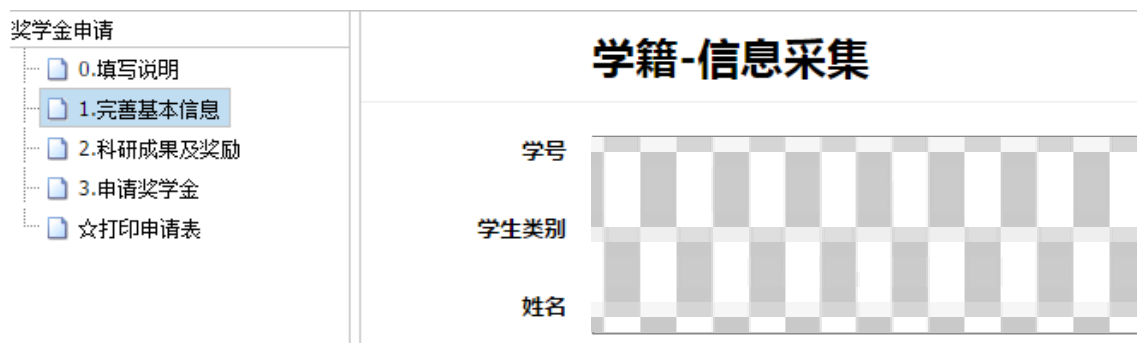 奖学金申请
0.填写说明
1.完善基本信息
2.科研成果及奖励
3.申请奖学金
☆打印申请表
学籍-信息采集
学号
学生类别
姓名